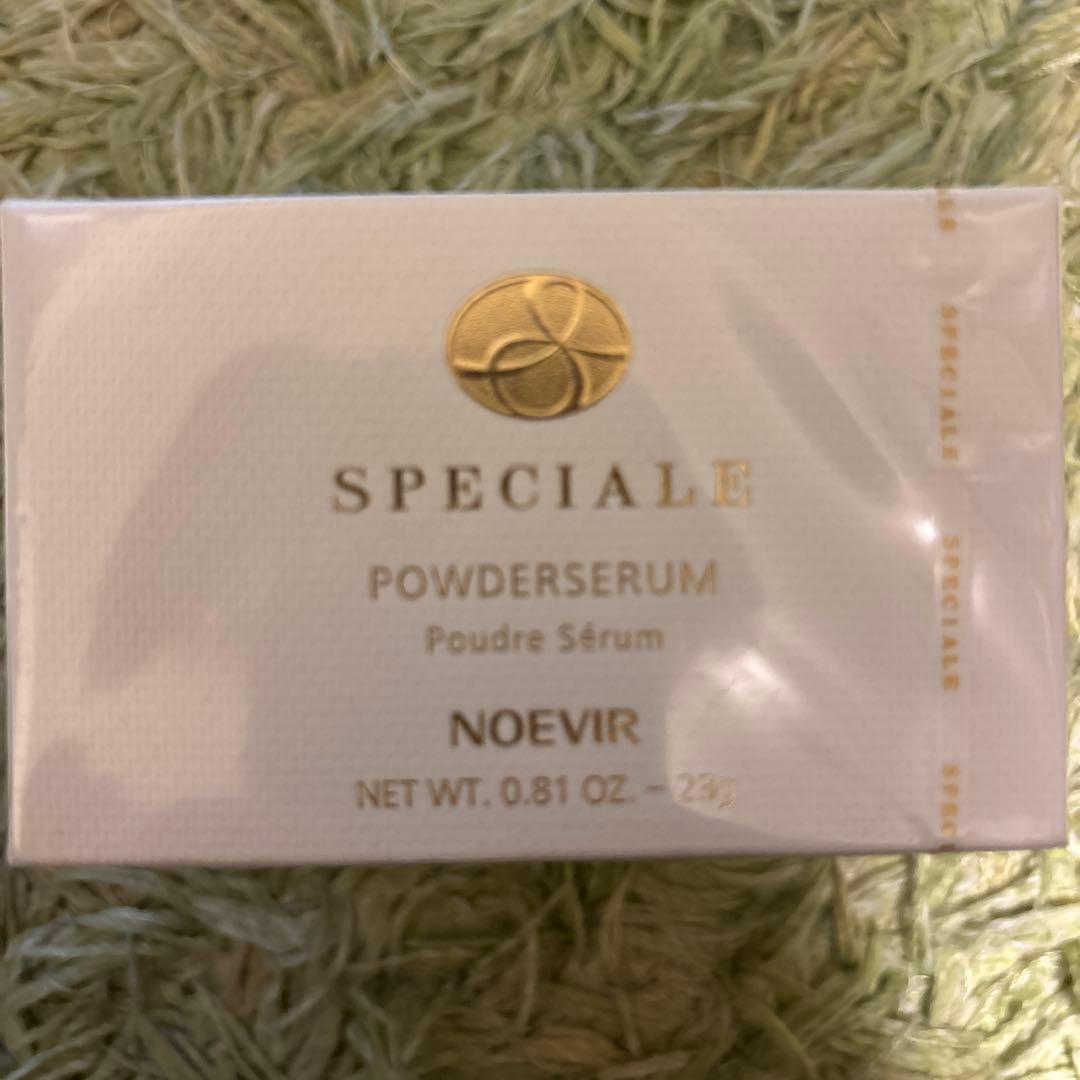 SPECIALE
POWDERSERUM
Poudre Sérum
NOEVIR
NET WT. 0.81 OZ. – 23g
SPECIALE
SPECIALE